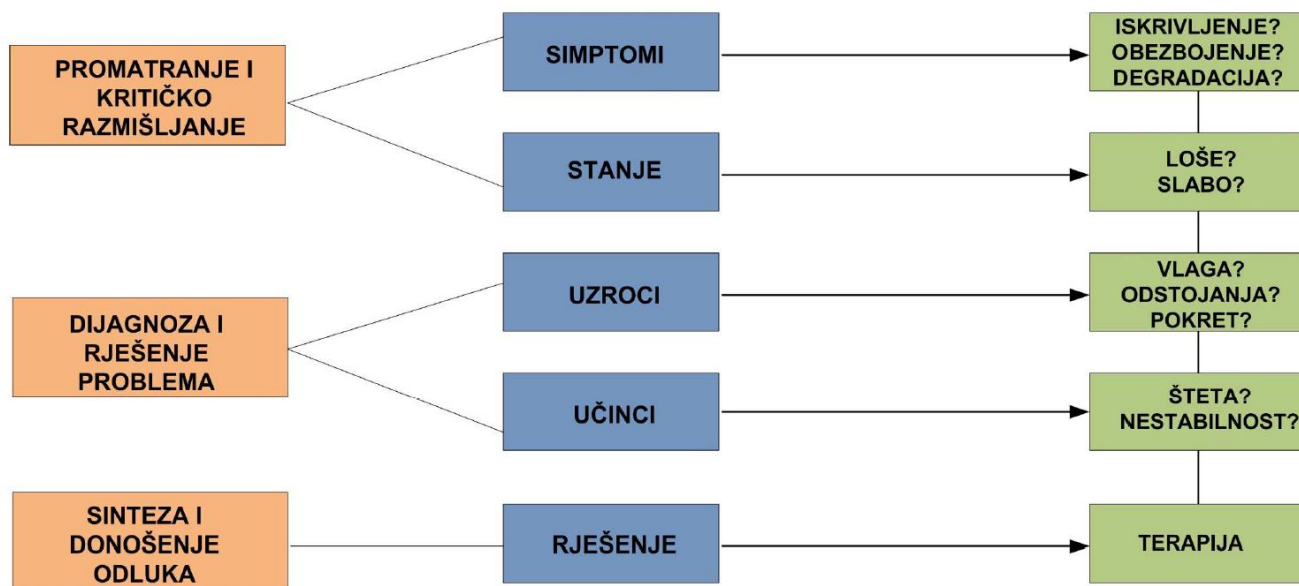 PROMATRANJE I
KRITIČKO
RAZMIŠLJANJE
SIMPTOMI
ISKRIVLJENJE?
OBEZBOJENJE?
DEGRADACIJA?
STANJE
LOŠE?
SLABO?
DIJAGNOZA I
RJEŠENJE
PROBLEMA
UZROCI
VLAGA?
ODSTOJANJA?
POKRET?
UČINCI
ŠTETA?
NESTABILNOST?
SINTEZA I
DONOŠENJE
ODLUKA
RJEŠENJE
TERAPIJA